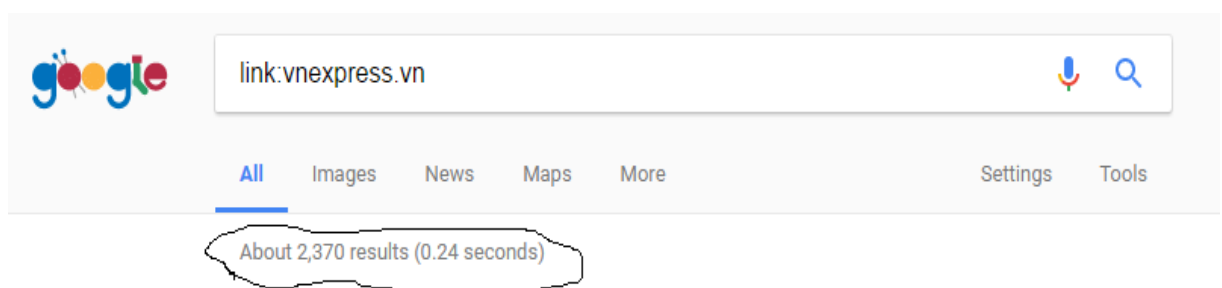 google
link:vnexpress.vn
All Images News Maps More Settings Tools
About 2,370 results (0.24 seconds)